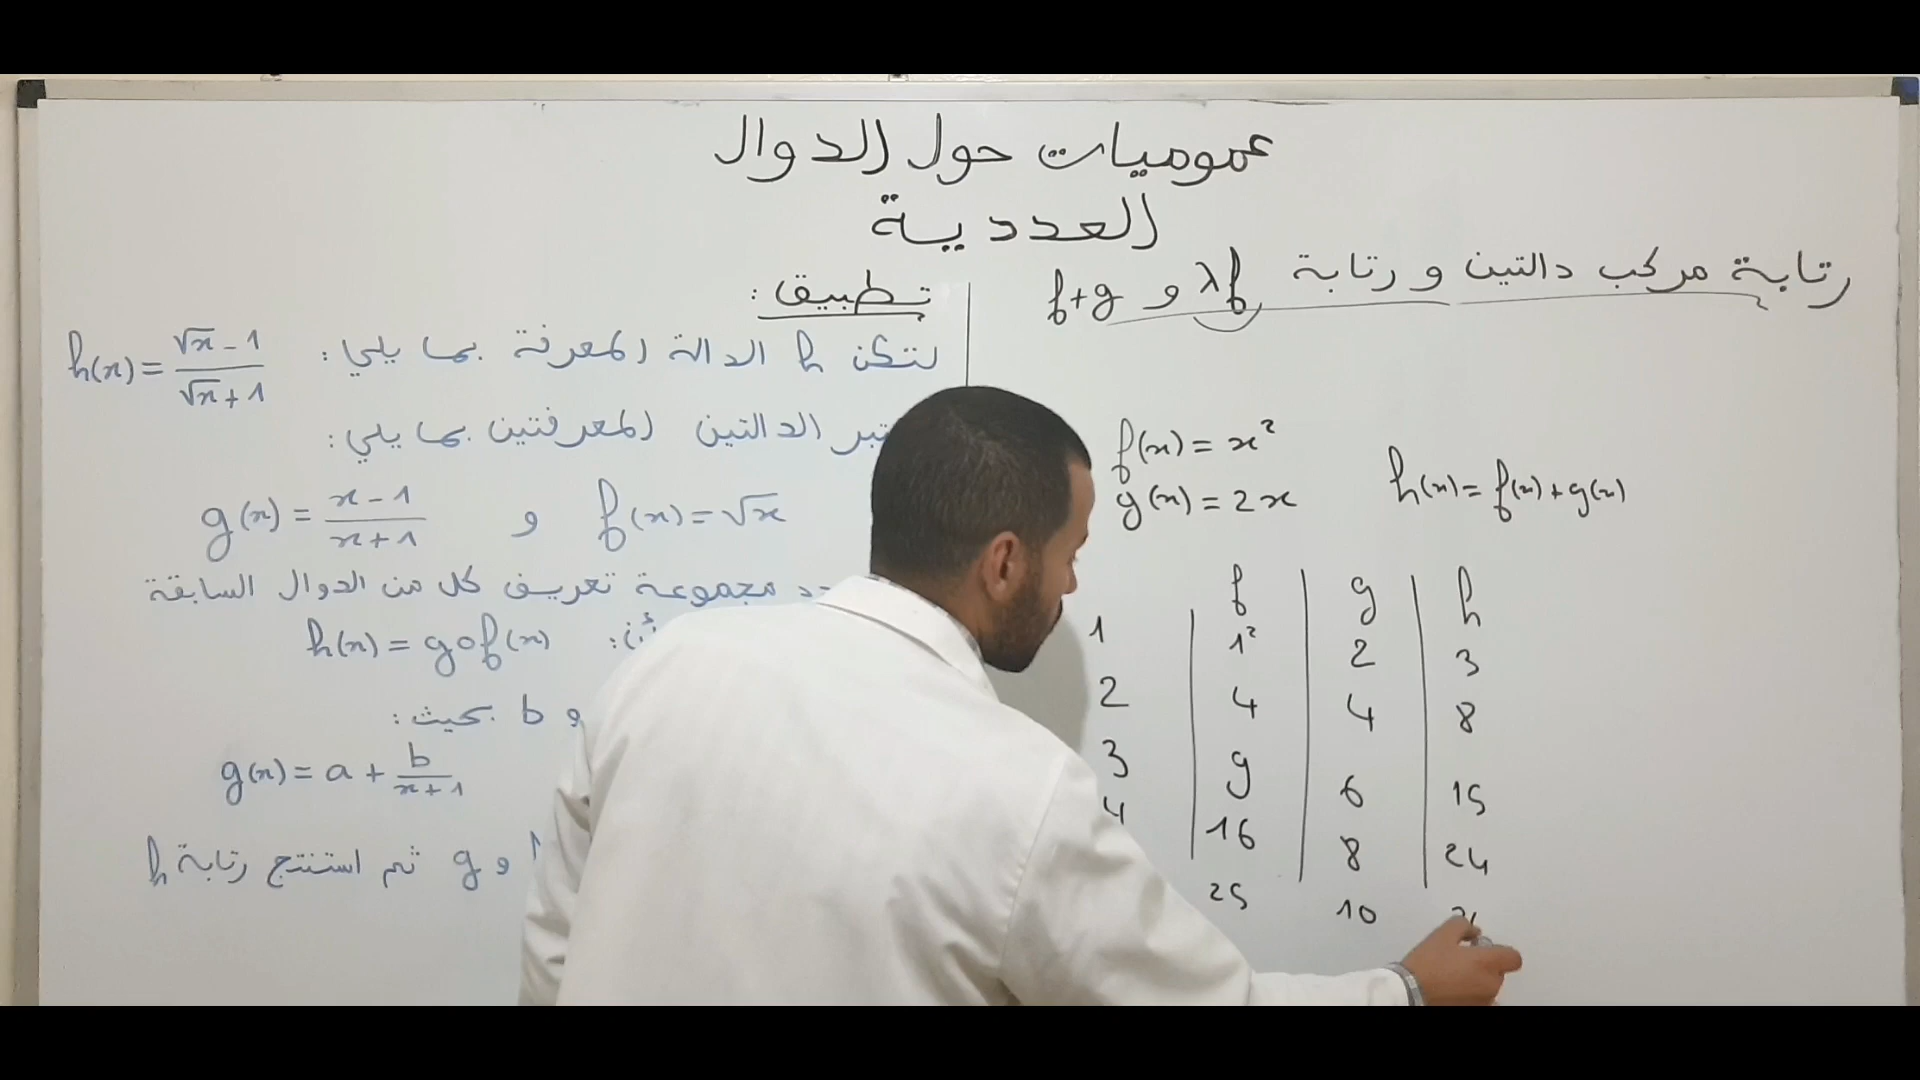 عموميات حول الدوال
العددية
رتابة مركب دالتين و رتابة λf و f+g
f(x) = x²
g(x) = 2x
h(x) = f(x) + g(x)
f g h
1 1² 2 3
2 4 4 8
3 9 6 15
4 16 8 24
25 10
تطبيق :
لتكن h الدالة المعرفة بما يلي : h(x) = (√x - 1)/(√x + 1)
الدالتين المعرفتين بما يلي :
f(x) = √x و g(x) = (x - 1)/(x + 1)
مجموعة تعريف كل من الدوال السابقة
h(x) = gof(x)
و b بحيث :
g(x) = a + b/(x + 1)
و g ثم استنتج رتابة h